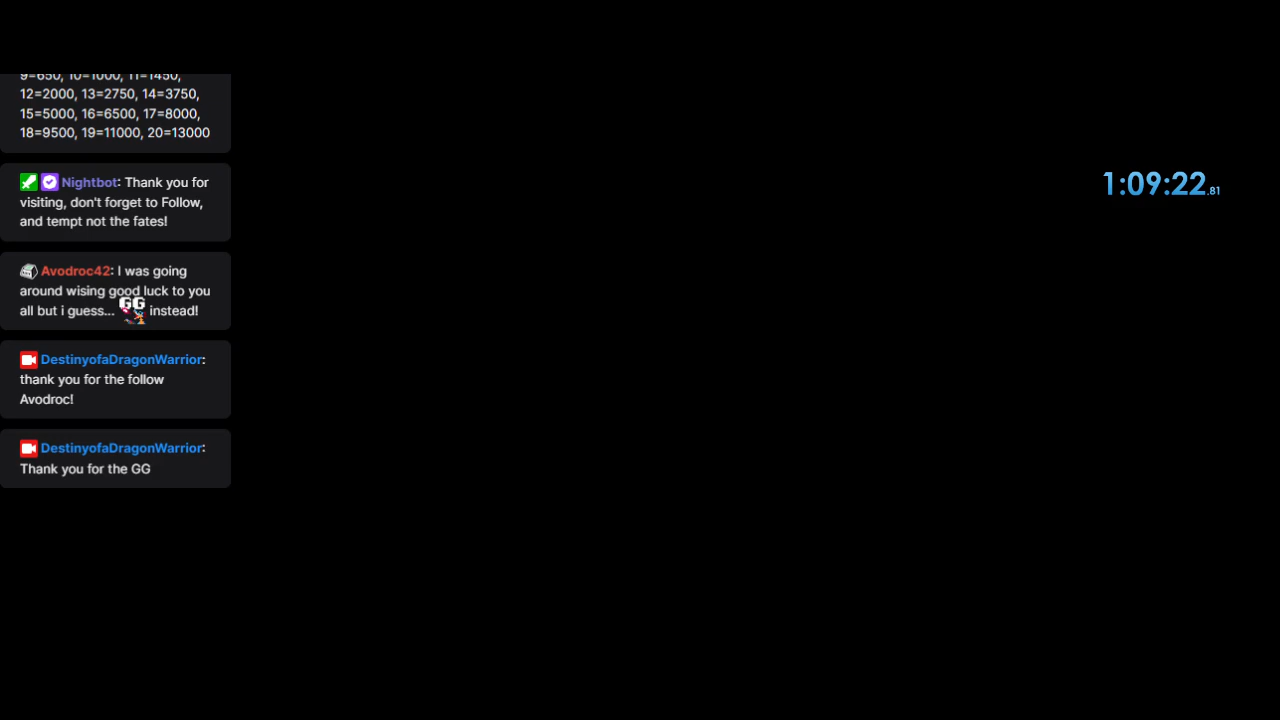 9=650, 10=1000, 11=1450,
12=2000, 13=2750, 14=3750,
15=5000, 16=6500, 17=8000,
18=9500, 19=11000, 20=13000
Nightbot: Thank you for
visiting, don't forget to Follow,
and tempt not the fates!
1:09:22.81
Avodroc42: I was going
around wising good luck to you
all but i guess... GG instead!
DestinyofaDragonWarrior:
thank you for the follow
Avodroc!
DestinyofaDragonWarrior:
Thank you for the GG